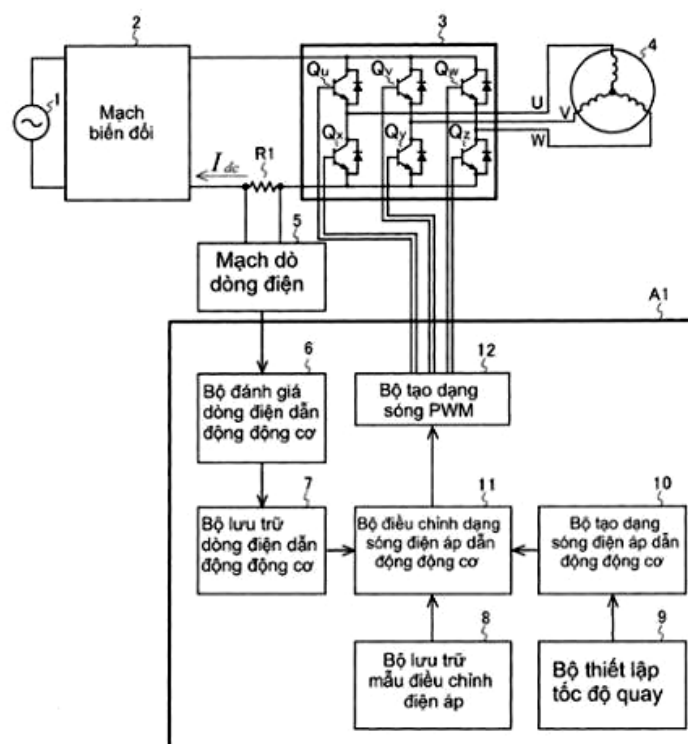 2
3
4
1
Mạch
biến đổi
Qu
Qv
Qw
U
V
W
Qx
Qy
Qz
Idc
R1
5
Mạch dò
dòng điện
A1
6
Bộ đánh giá
dòng điện dẫn
động động cơ
12
Bộ tạo dạng
sóng PWM
7
Bộ lưu trữ
dòng điện dẫn
động động cơ
11
Bộ điều chỉnh dạng
sóng điện áp dẫn
động động cơ
10
Bộ tạo dạng
sóng điện áp dẫn
động động cơ
8
Bộ lưu trữ
mẫu điều chỉnh
điện áp
9
Bộ thiết lập
tốc độ quay